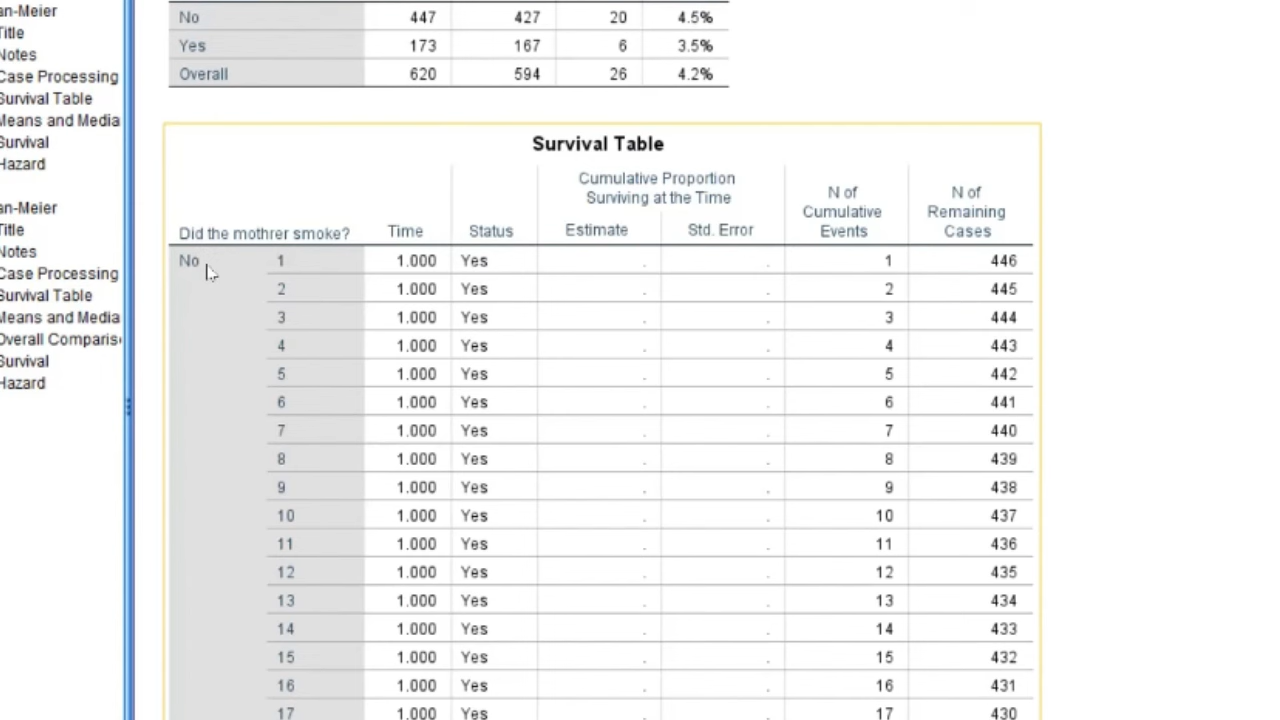 an-Meier
Title
Notes
Case Processing
Survival Table
Means and Media
Survival
Hazard
an-Meier
Title
Notes
Case Processing
Survival Table
Means and Media
Overall Comparis
Survival
Hazard
No 447 427 20 4.5%
Yes 173 167 6 3.5%
Overall 620 594 26 4.2%
Survival Table
Cumulative Proportion
Surviving at the Time
N of
Cumulative
Events
N of
Remaining
Cases
Did the mothrer smoke? Time Status Estimate Std. Error
No 1 1.000 Yes . . 1 446
2 1.000 Yes . . 2 445
3 1.000 Yes . . 3 444
4 1.000 Yes . . 4 443
5 1.000 Yes . . 5 442
6 1.000 Yes . . 6 441
7 1.000 Yes . . 7 440
8 1.000 Yes . . 8 439
9 1.000 Yes . . 9 438
10 1.000 Yes . . 10 437
11 1.000 Yes . . 11 436
12 1.000 Yes . . 12 435
13 1.000 Yes . . 13 434
14 1.000 Yes . . 14 433
15 1.000 Yes . . 15 432
16 1.000 Yes . . 16 431
17 1.000 Yes . . 17 430